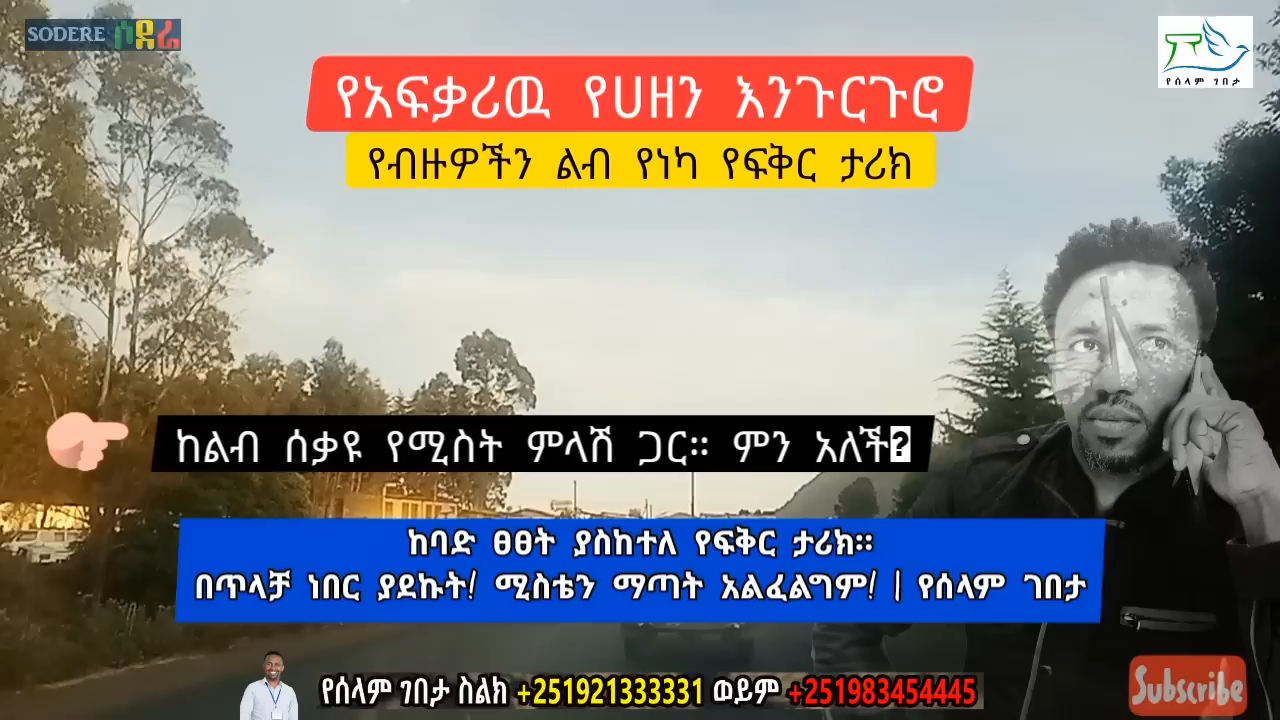 SODERE ሶደሬ
የሰላም ገበታ
የአፍቃሪዉ የሀዘን እንጉርጉሮ
የብዙዎችን ልብ የነካ የፍቅር ታሪክ
ከልብ ሰቃዩ የሚስት ምላሽ ጋር። ምን አለች
ከባድ ፀፀት ያስከተለ የፍቅር ታሪክ።
በጥላቻ ነበር ያደኩት! ሚስቴን ማጣት አልፈልግም! | የሰላም ገበታ
የሰላም ገበታ ስልክ +251921333331 ወይም +251983454445
Subscribe